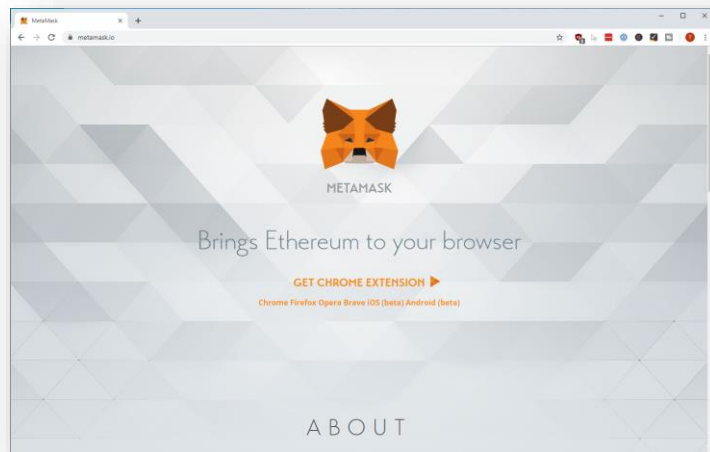 MetaMask
metamask.io
METAMASK
Brings Ethereum to your browser
GET CHROME EXTENSION
Chrome Firefox Opera Brave iOS (beta) Android (beta)
ABOUT